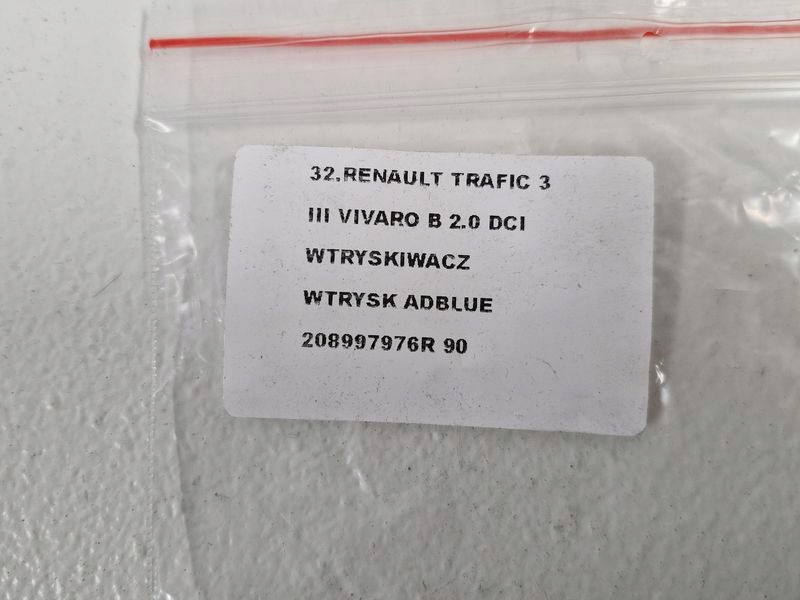 32.RENAULT TRAFIC 3
III VIVARO B 2.0 DCI
WTRYSKIWACZ
WTRYSK ADBLUE
208997976R 90